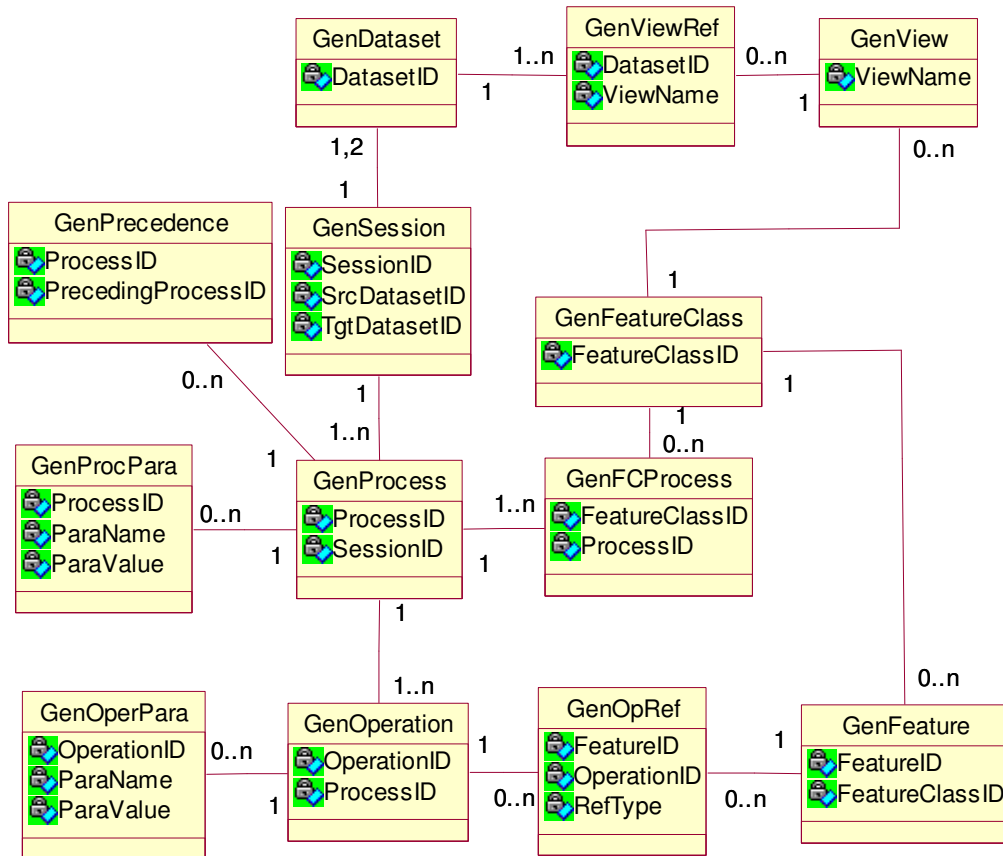 GenDataset
DatasetID
1..n
1
GenViewRef
DatasetID
ViewName
0..n
1
GenView
ViewName
1,2
1
0..n
GenPrecedence
ProcessID
PrecedingProcessID
GenSession
SessionID
SrcDatasetID
TgtDatasetID
1
GenFeatureClass
FeatureClassID
0..n
1
1
1
1..n
1
0..n
GenProcPara
ProcessID
ParaName
ParaValue
0..n
1
GenProcess
ProcessID
SessionID
1..n
1
GenFCProcess
FeatureClassID
ProcessID
1
1..n
0..n
GenOperPara
OperationID
ParaName
ParaValue
0..n
1
GenOperation
OperationID
ProcessID
1
0..n
GenOpRef
FeatureID
OperationID
RefType
1
0..n
GenFeature
FeatureID
FeatureClassID